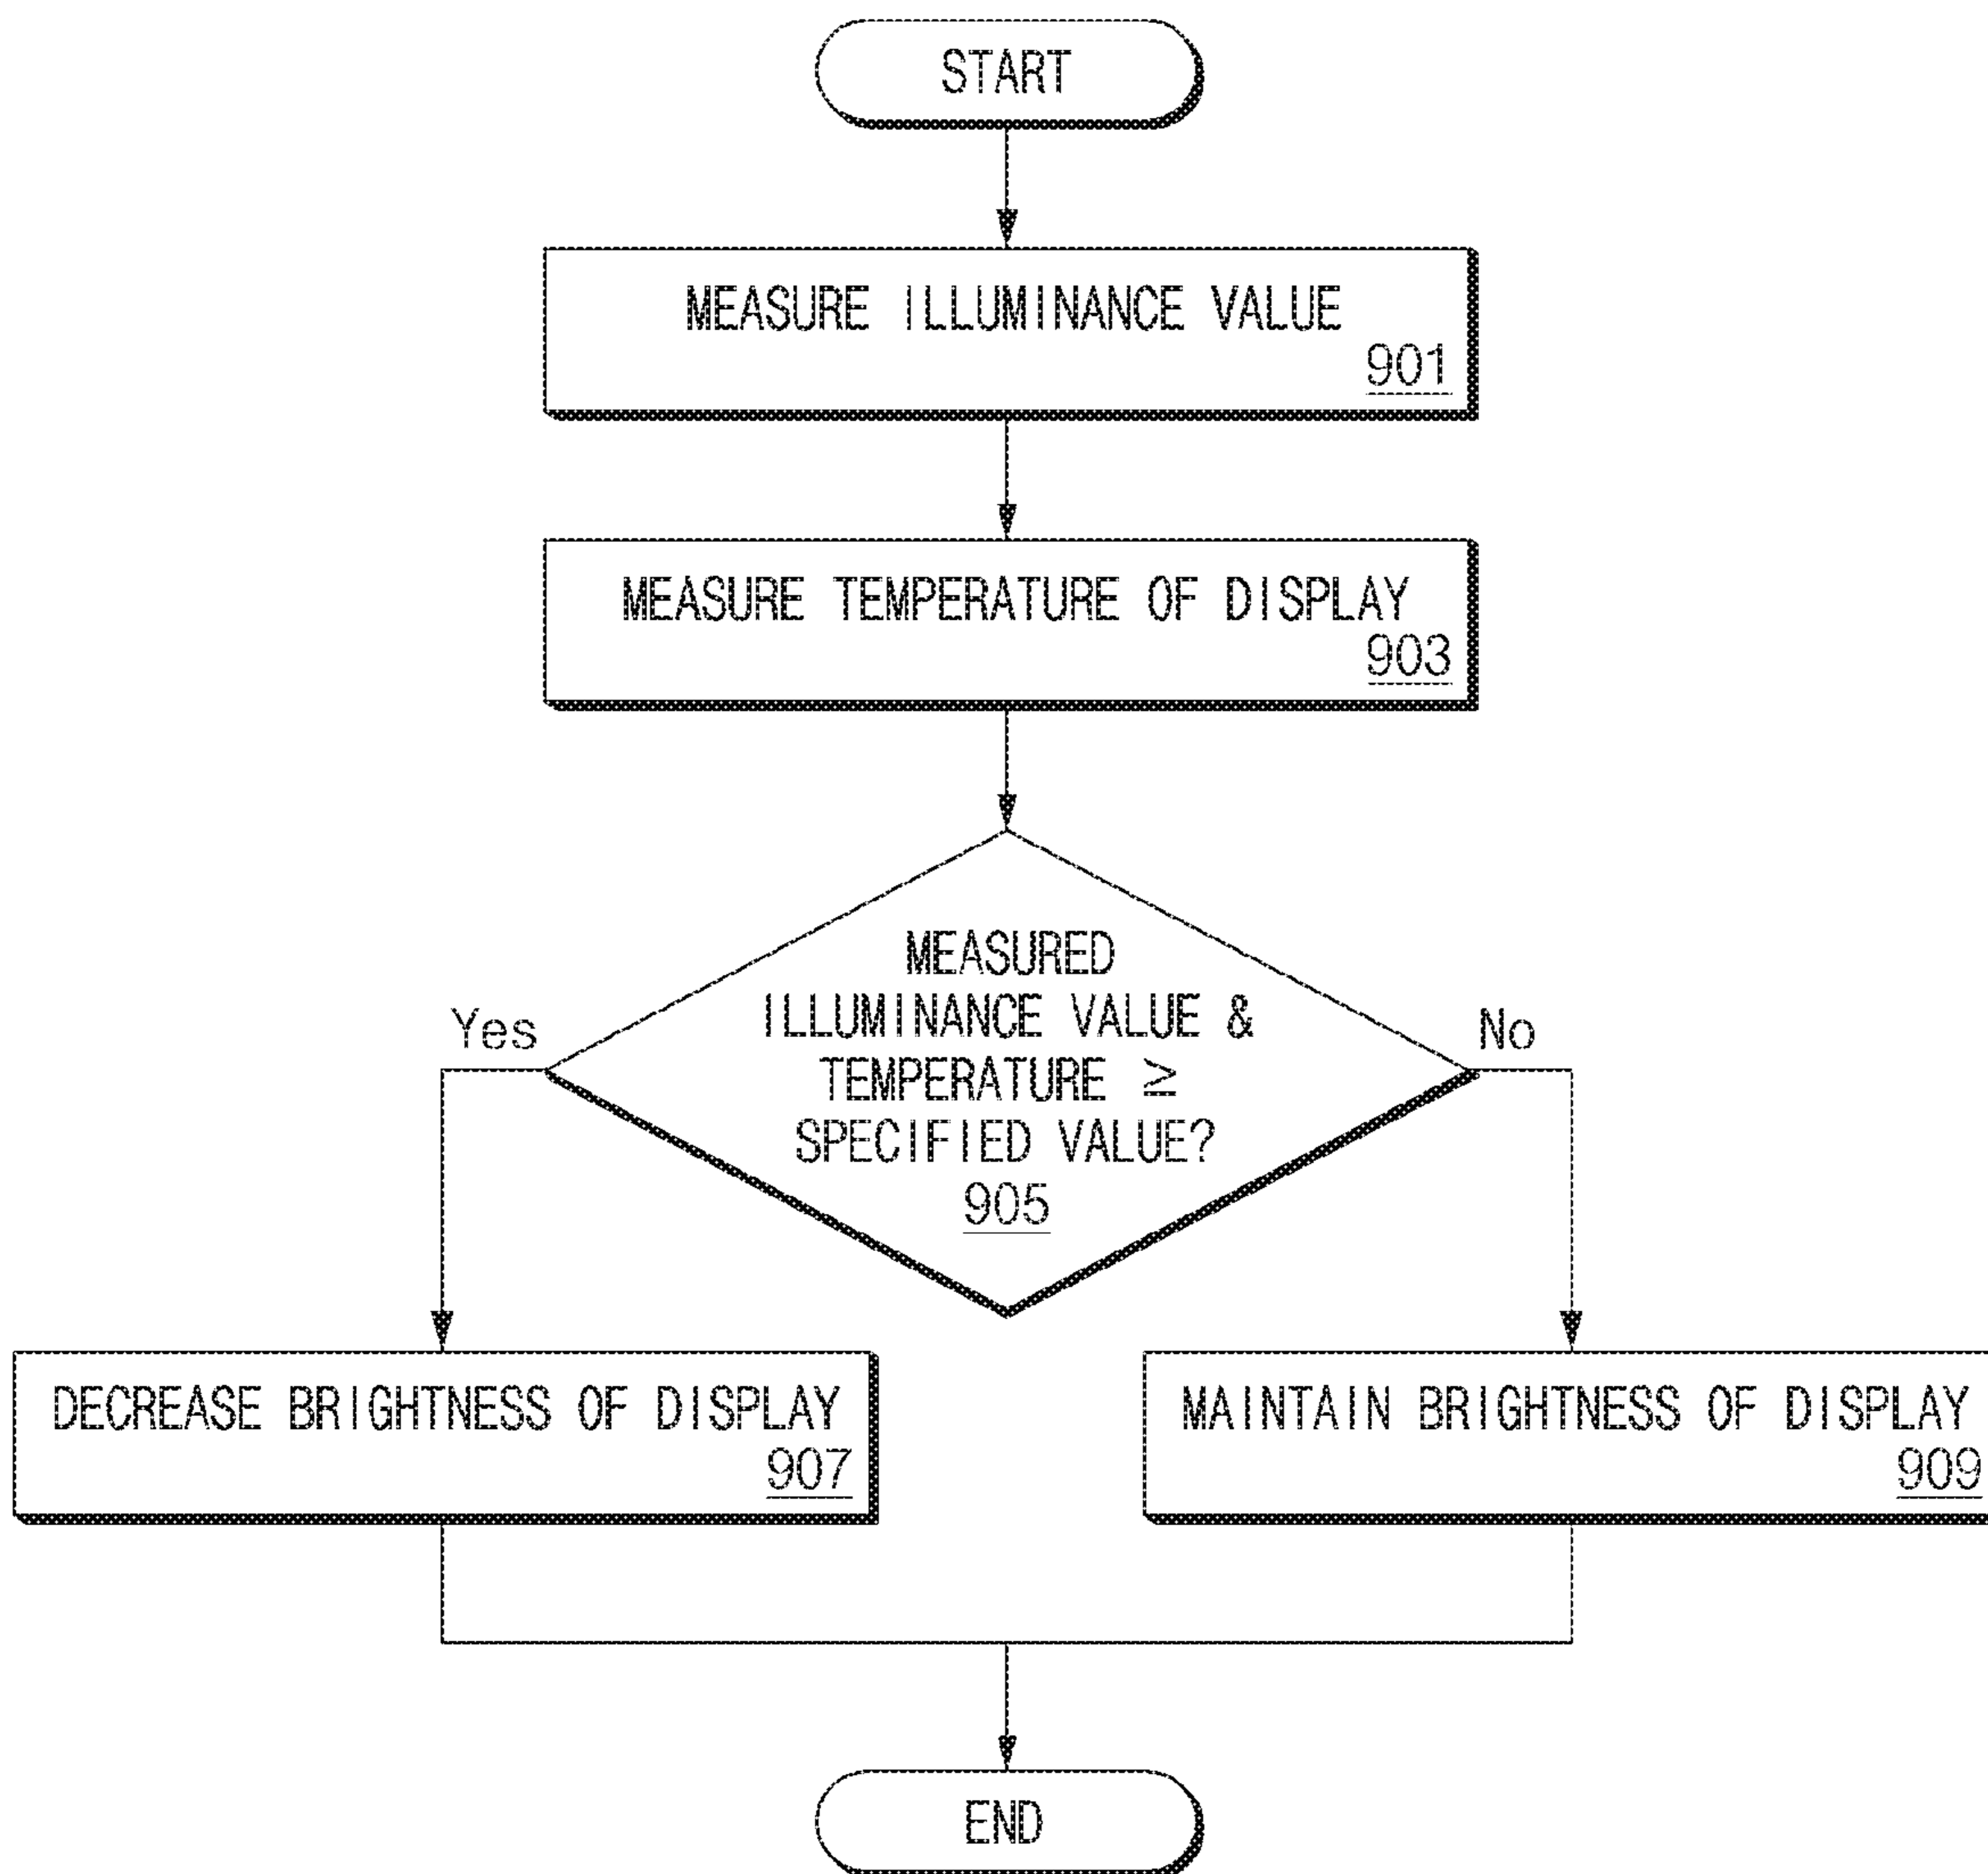 START
MEASURE ILLUMINANCE VALUE
901
MEASURE TEMPERATURE OF DISPLAY
903
MEASURED
ILLUMINANCE VALUE &
TEMPERATURE ≥
SPECIFIED VALUE?
905
Yes
No
DECREASE BRIGHTNESS OF DISPLAY
907
MAINTAIN BRIGHTNESS OF DISPLAY
909
END